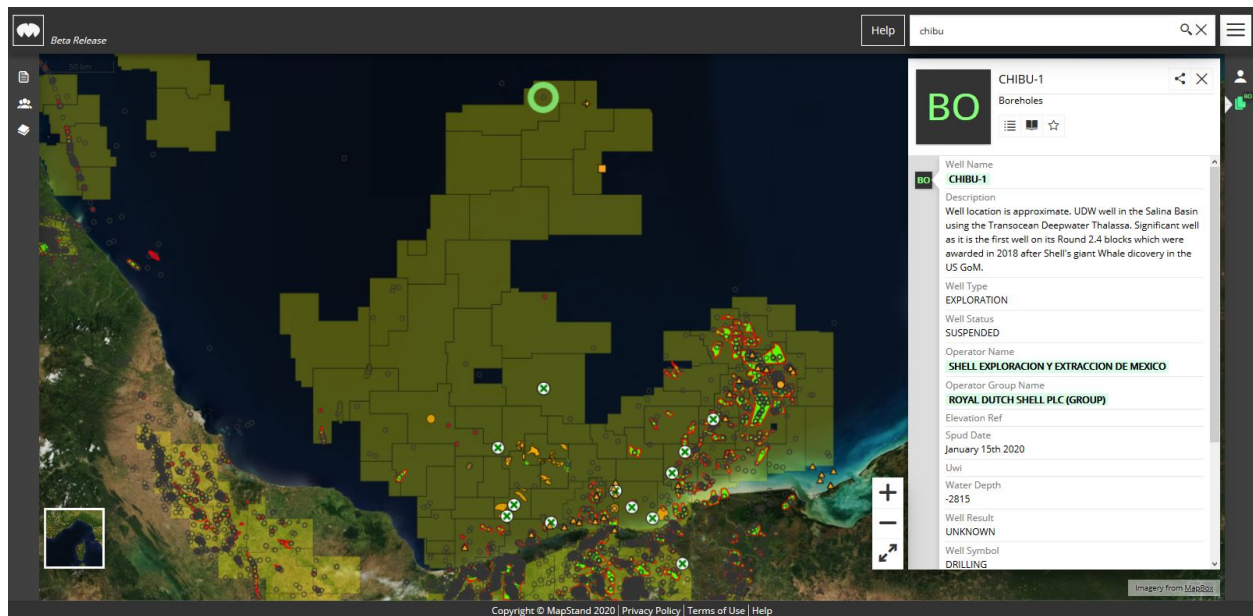 Beta Release
Help
chibu
50 km
BO
CHIBU-1
Boreholes
BO
BO
Well Name
CHIBU-1
Description
Well location is approximate. UDW well in the Salina Basin
using the Transocean Deepwater Thalassa. Significant well
as it is the first well on its Round 2.4 blocks which were
awarded in 2018 after Shell's giant Whale dicovery in the
US GoM.
Well Type
EXPLORATION
Well Status
SUSPENDED
Operator Name
SHELL EXPLORACION Y EXTRACCION DE MEXICO
Operator Group Name
ROYAL DUTCH SHELL PLC (GROUP)
Elevation Ref
Spud Date
January 15th 2020
Uwi
Water Depth
-2815
Well Result
UNKNOWN
Well Symbol
DRILLING
Imagery from MapBox
Copyright © MapStand 2020 | Privacy Policy | Terms of Use | Help